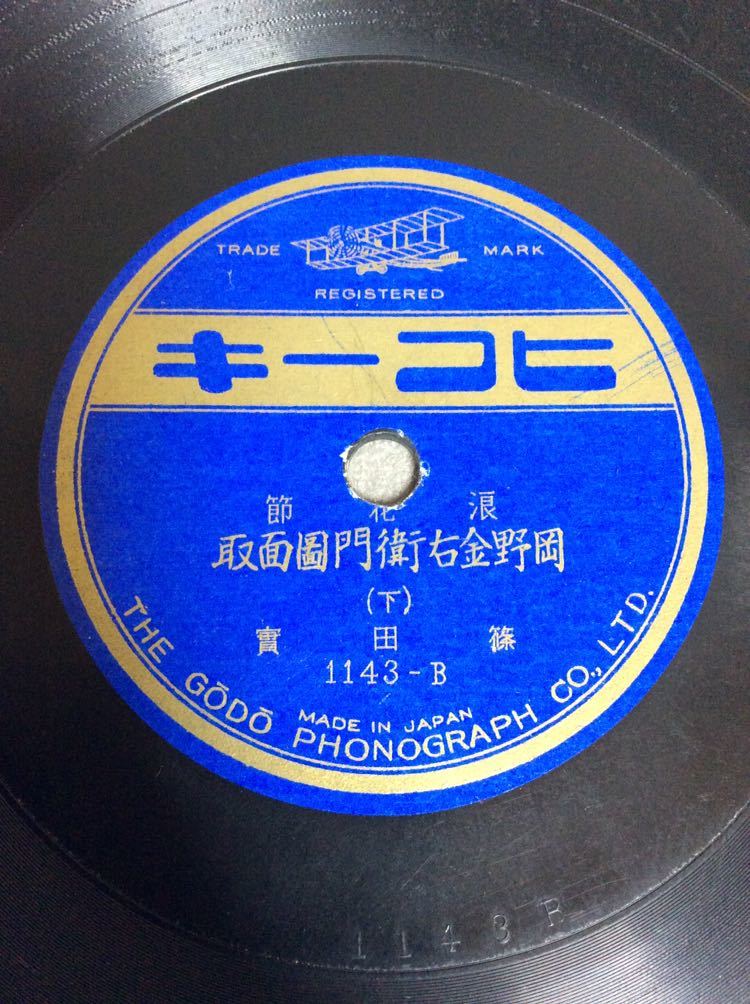 TRADE MARK
REGISTERED
ヒコーキ
浪花節
岡野金右衛門圖面取
(下)
篠田實
1143-B
MADE IN JAPAN
THE GŌDŌ PHONOGRAPH CO., LTD.
1143 B